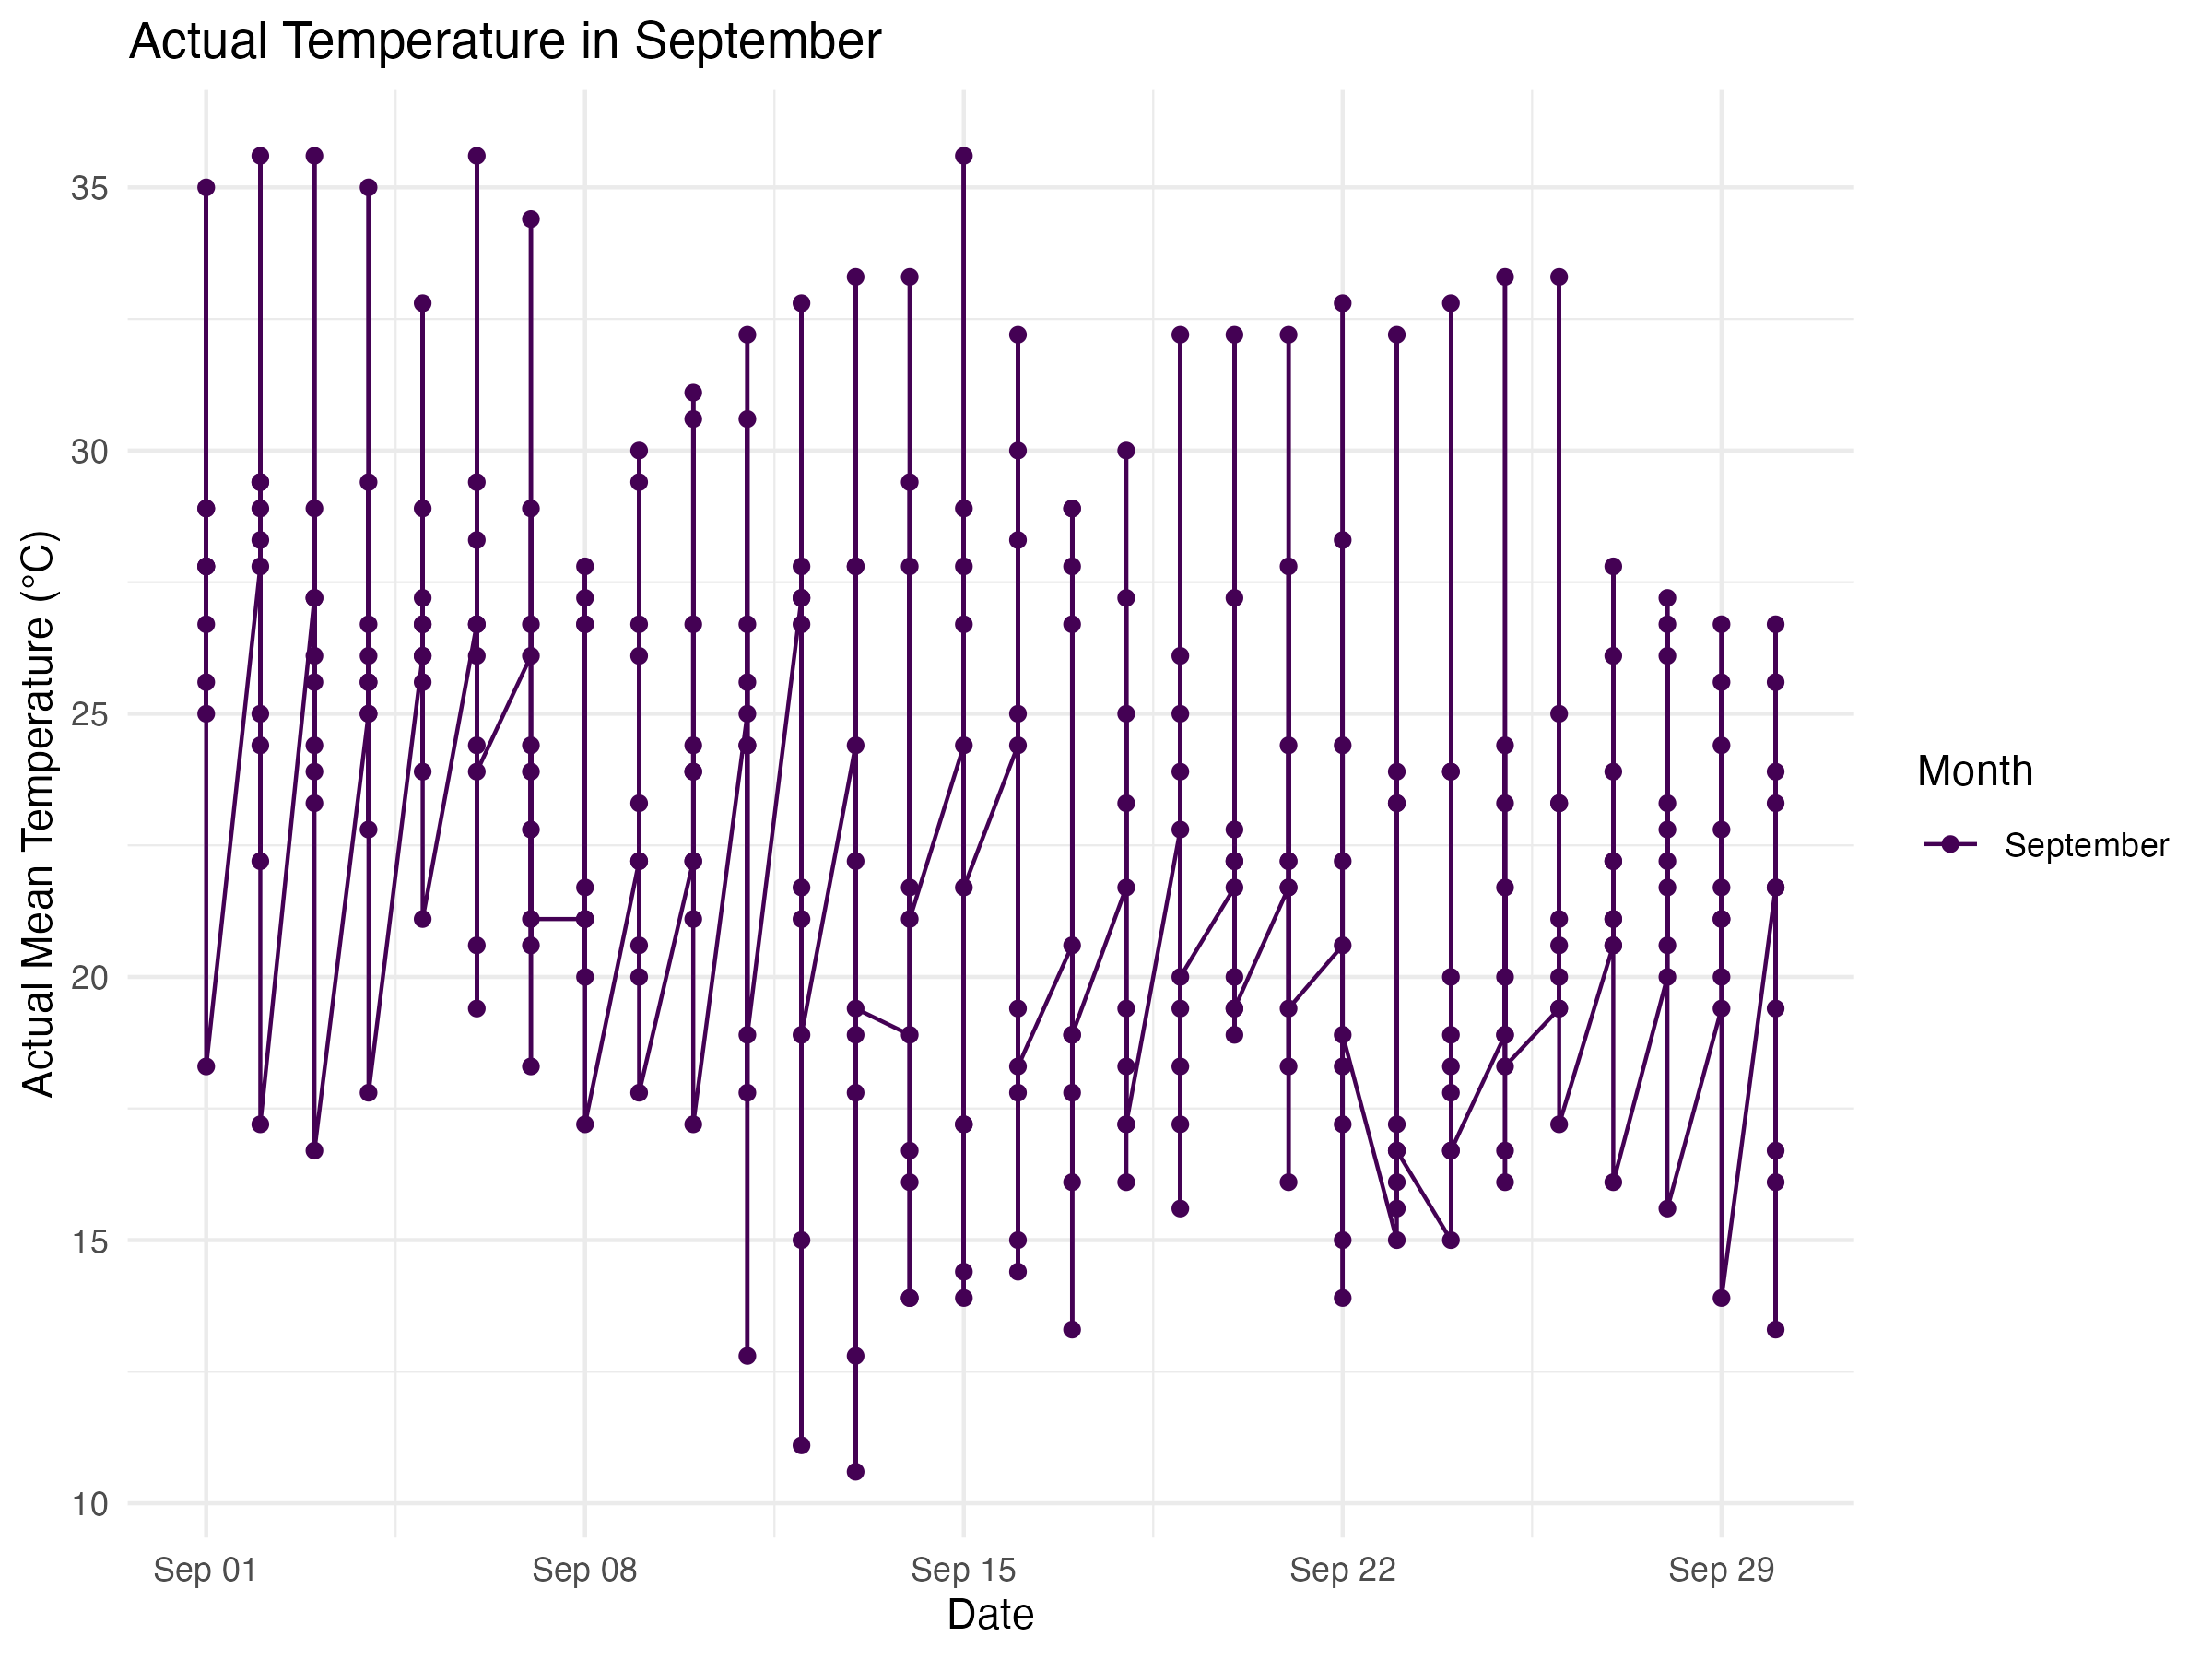 Actual Temperature in September
Actual Mean Temperature (°C)
35
30
25
20
15
10
Sep 01
Sep 08
Sep 15
Sep 22
Sep 29
Date
Month
September